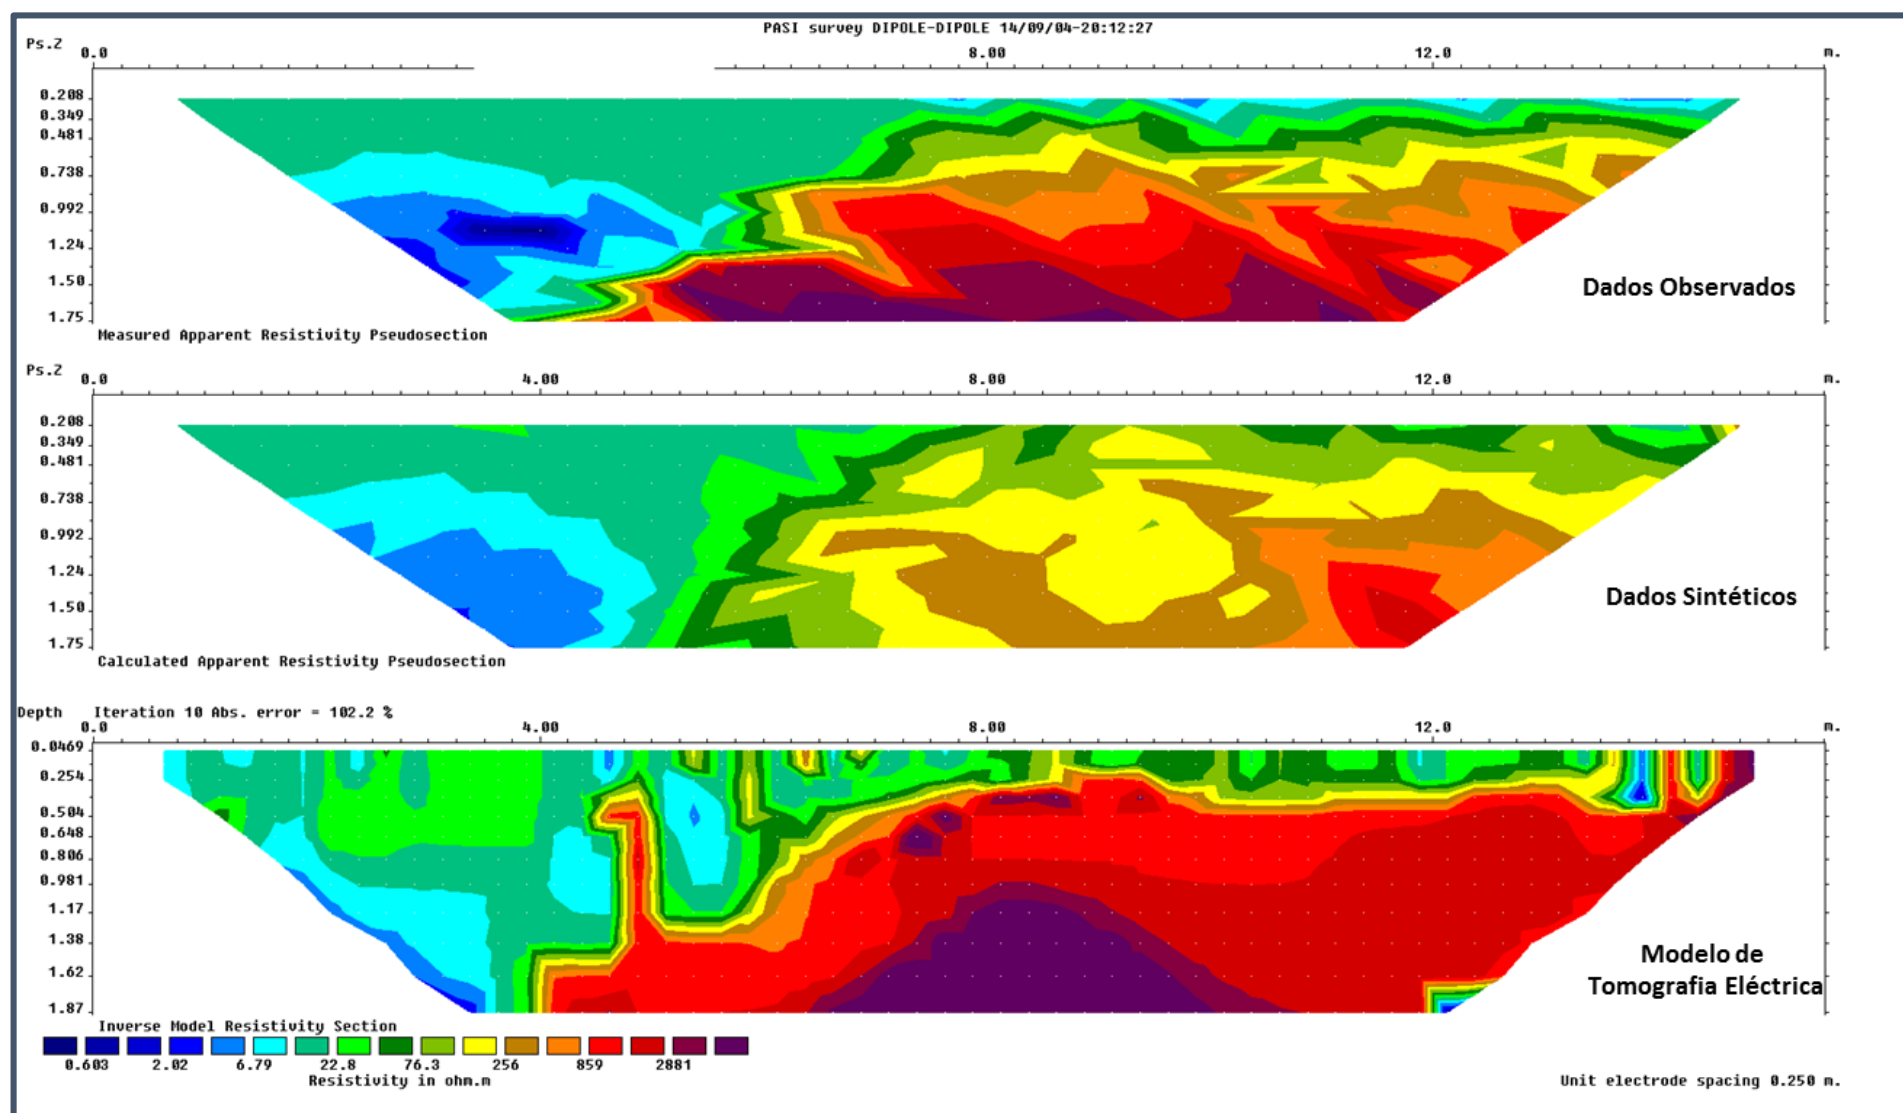 PASI survey DIPOLE-DIPOLE 14/09/04-20:12:27
Ps.Z 0.0 8.00 12.0 m.
0.208
0.349
0.481
0.738
0.992
1.24
1.50
1.75
Dados Observados
Measured Apparent Resistivity Pseudosection
Ps.Z 0.0 4.00 8.00 12.0 m.
0.208
0.349
0.481
0.738
0.992
1.24
1.50
1.75
Dados Sintéticos
Calculated Apparent Resistivity Pseudosection
Depth Iteration 10 Abs. error = 102.2 %
0.0 4.00 8.00 12.0 m.
0.0469
0.254
0.504
0.648
0.806
0.981
1.17
1.38
1.62
1.87
Modelo de
Tomografia Eléctrica
Inverse Model Resistivity Section
0.603 2.02 6.79 22.8 76.3 256 859 2881
Resistivity in ohm.m
Unit electrode spacing 0.250 m.